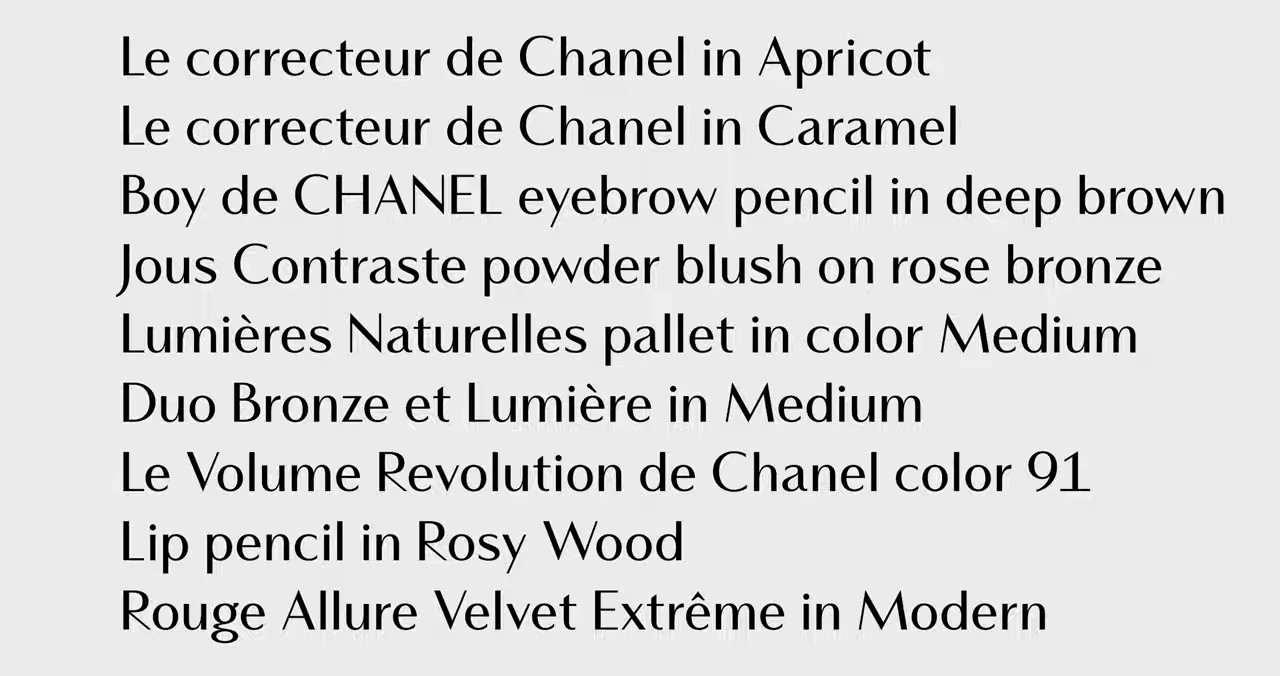 Le correcteur de Chanel in Apricot
Le correcteur de Chanel in Caramel
Boy de CHANEL eyebrow pencil in deep brown
Jous Contraste powder blush on rose bronze
Lumières Naturelles pallet in color Medium
Duo Bronze et Lumière in Medium
Le Volume Revolution de Chanel color 91
Lip pencil in Rosy Wood
Rouge Allure Velvet Extrême in Modern